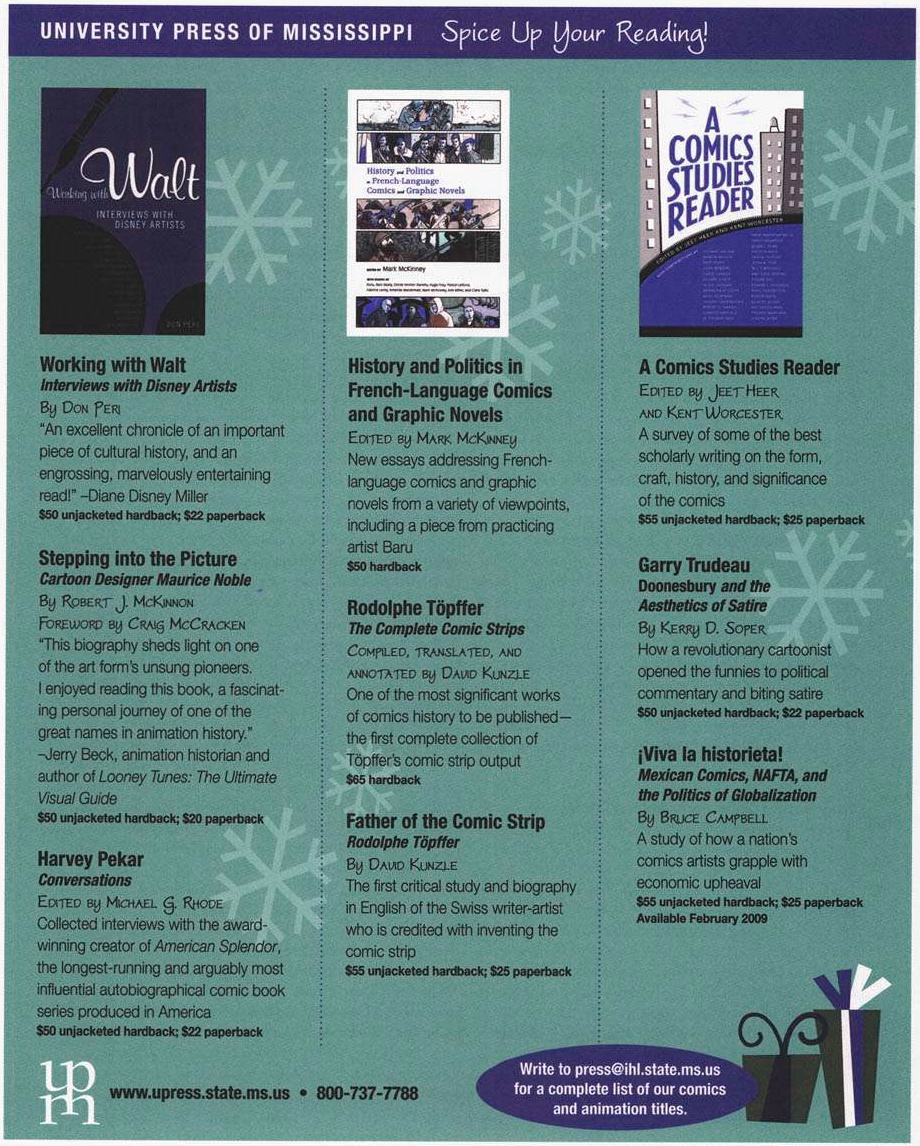 UNIVERSITY PRESS OF MISSISSIPPI Spice Up Your Reading!
Working with Walt
INTERVIEWS WITH
DISNEY ARTISTS
DON PERI
Working with Walt
Interviews with Disney Artists
By Don Peri
“An excellent chronicle of an important
piece of cultural history, and an
engrossing, marvelously entertaining
read!” –Diane Disney Miller
$50 unjacketed hardback; $22 paperback
Stepping into the Picture
Cartoon Designer Maurice Noble
By Robert J. McKinnon
Foreword by Craig McCracken
“This biography sheds light on one
of the art form’s unsung pioneers.
I enjoyed reading this book, a fascinat-
ing personal journey of one of the
great names in animation history.”
–Jerry Beck, animation historian and
author of Looney Tunes: The Ultimate
Visual Guide
$50 unjacketed hardback; $20 paperback
Harvey Pekar
Conversations
Edited by Michael G. Rhode
Collected interviews with the award-
winning creator of American Splendor,
the longest-running and arguably most
influential autobiographical comic book
series produced in America
$50 unjacketed hardback; $22 paperback
History and Politics
in French-Language
Comics and Graphic Novels
EDITED BY Mark McKinney
History and Politics in
French-Language Comics
and Graphic Novels
Edited by Mark McKinney
New essays addressing French-
language comics and graphic
novels from a variety of viewpoints,
including a piece from practicing
artist Baru
$50 hardback
Rodolphe Töpffer
The Complete Comic Strips
Compiled, translated, and
annotated by David Kunzle
One of the most significant works
of comics history to be published—
the first complete collection of
Töpffer’s comic strip output
$65 hardback
Father of the Comic Strip
Rodolphe Töpffer
By David Kunzle
The first critical study and biography
in English of the Swiss writer-artist
who is credited with inventing the
comic strip
$55 unjacketed hardback; $25 paperback
A
COMICS
STUDIES
READER
EDITED BY JEET HEER AND KENT WORCESTER
A Comics Studies Reader
Edited by Jeet Heer
and Kent Worcester
A survey of some of the best
scholarly writing on the form,
craft, history, and significance
of the comics
$55 unjacketed hardback; $25 paperback
Garry Trudeau
Doonesbury and the
Aesthetics of Satire
By Kerry D. Soper
How a revolutionary cartoonist
opened the funnies to political
commentary and biting satire
$50 unjacketed hardback; $22 paperback
¡Viva la historieta!
Mexican Comics, NAFTA, and
the Politics of Globalization
By Bruce Campbell
A study of how a nation’s
comics artists grapple with
economic upheaval
$55 unjacketed hardback; $25 paperback
Available February 2009
upm
www.upress.state.ms.us • 800-737-7788
Write to press@ihl.state.ms.us
for a complete list of our comics
and animation titles.